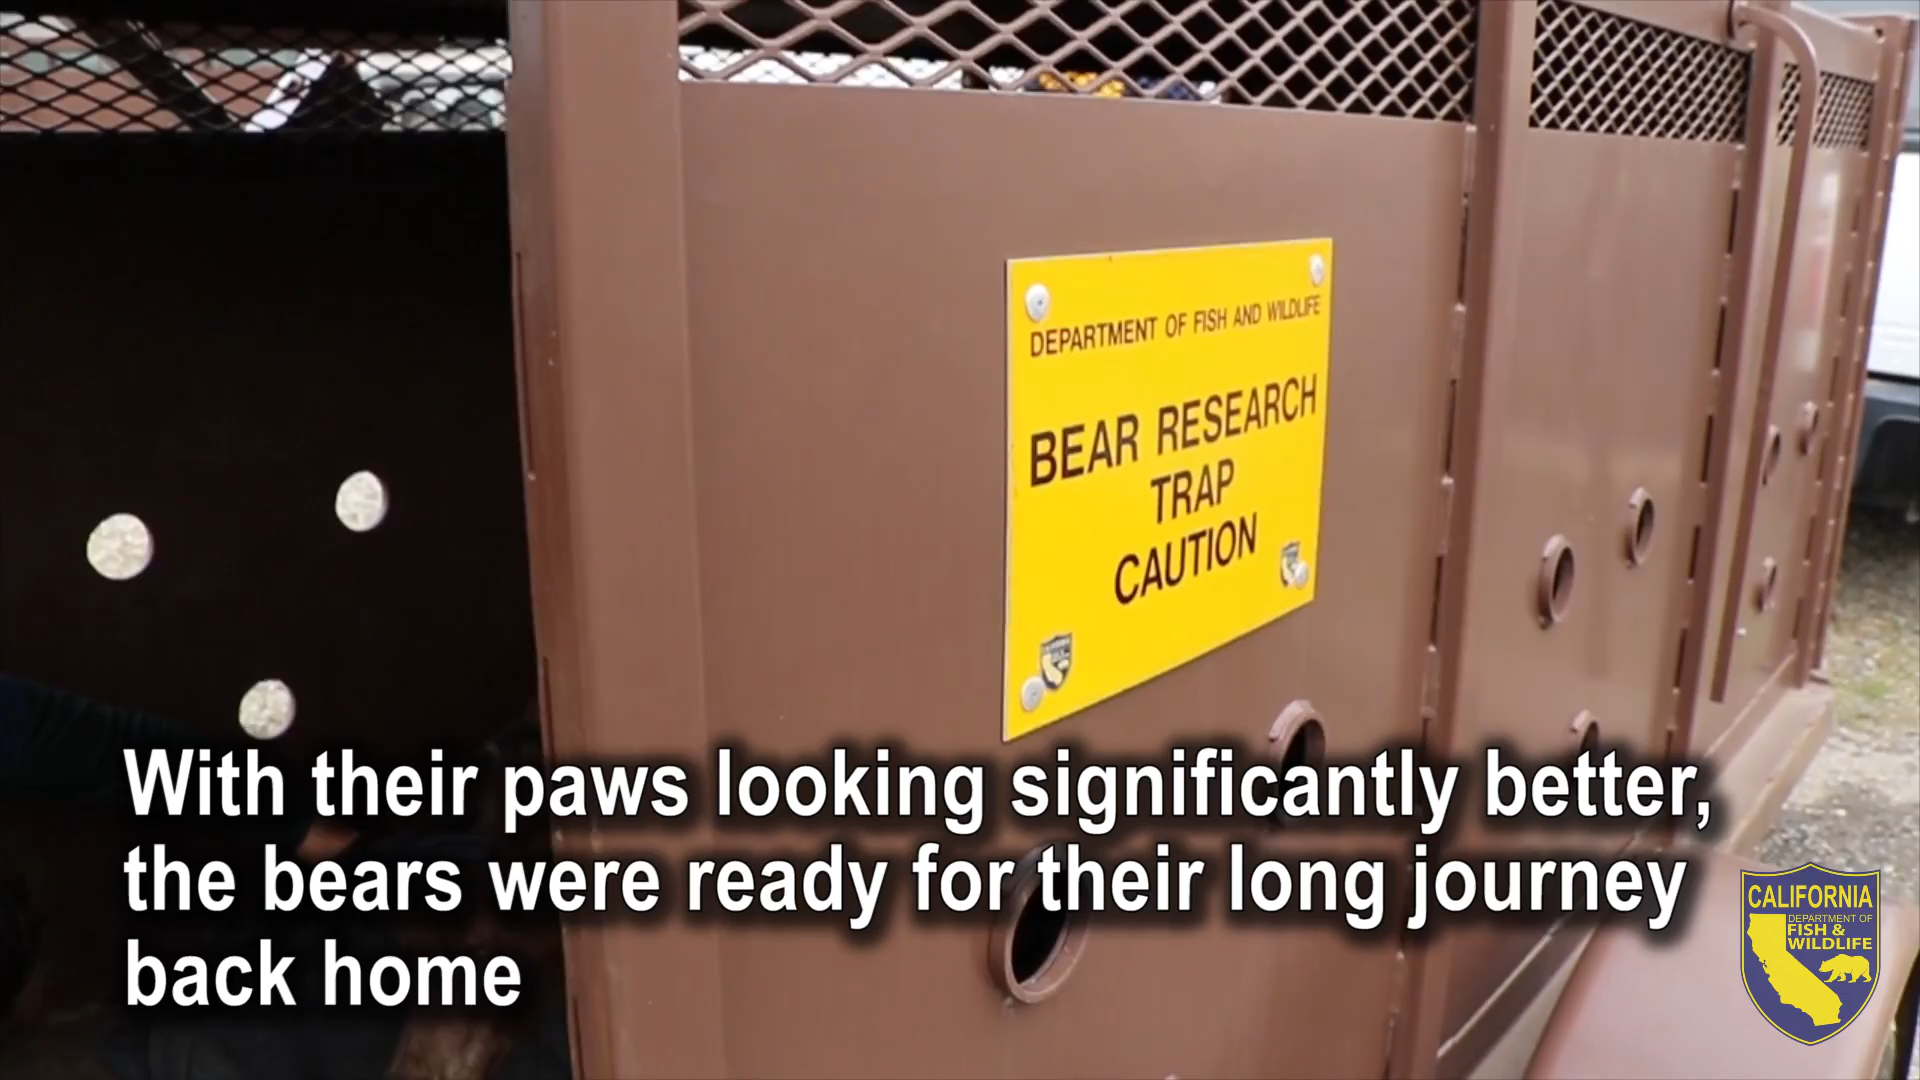 DEPARTMENT OF FISH AND WILDLIFE
BEAR RESEARCH
TRAP
CAUTION
With their paws looking significantly better,
the bears were ready for their long journey
back home
CALIFORNIA
DEPARTMENT OF
FISH &
WILDLIFE